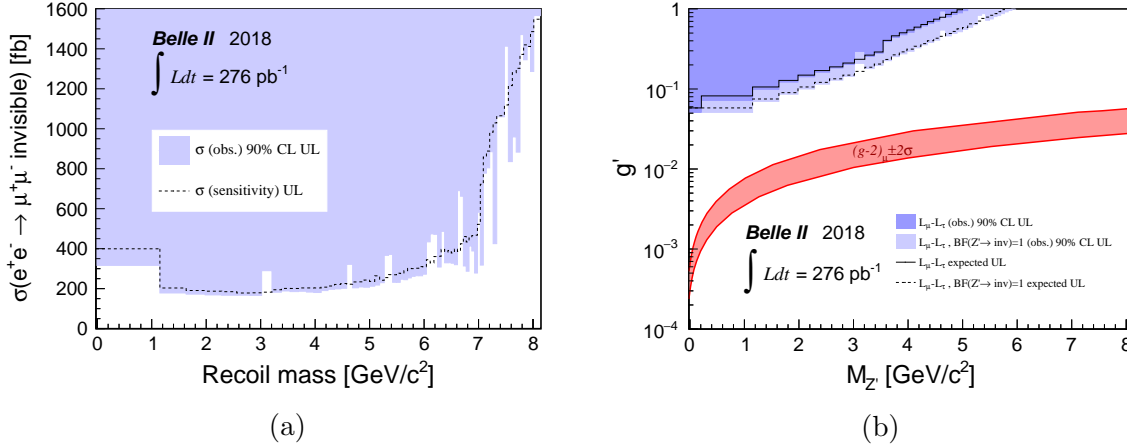 1600
1400
1200
1000
800
600
400
200
0
σ(e⁺e⁻ → μ⁺μ⁻ invisible) [fb]
Belle II 2018
∫ Ldt = 276 pb⁻¹
σ (obs.) 90% CL UL
σ (sensitivity) UL
0 1 2 3 4 5 6 7 8
Recoil mass [GeV/c²]
(a)
1
10⁻¹
10⁻²
10⁻³
10⁻⁴
g'
(g-2)μ±2σ
Belle II 2018
∫ Ldt = 276 pb⁻¹
Lμ-Lτ (obs.) 90% CL UL
Lμ-Lτ , BF(Z'→ inv)=1 (obs.) 90% CL UL
Lμ-Lτ expected UL
Lμ-Lτ , BF(Z'→ inv)=1 expected UL
0 1 2 3 4 5 6 7 8
M_Z' [GeV/c²]
(b)